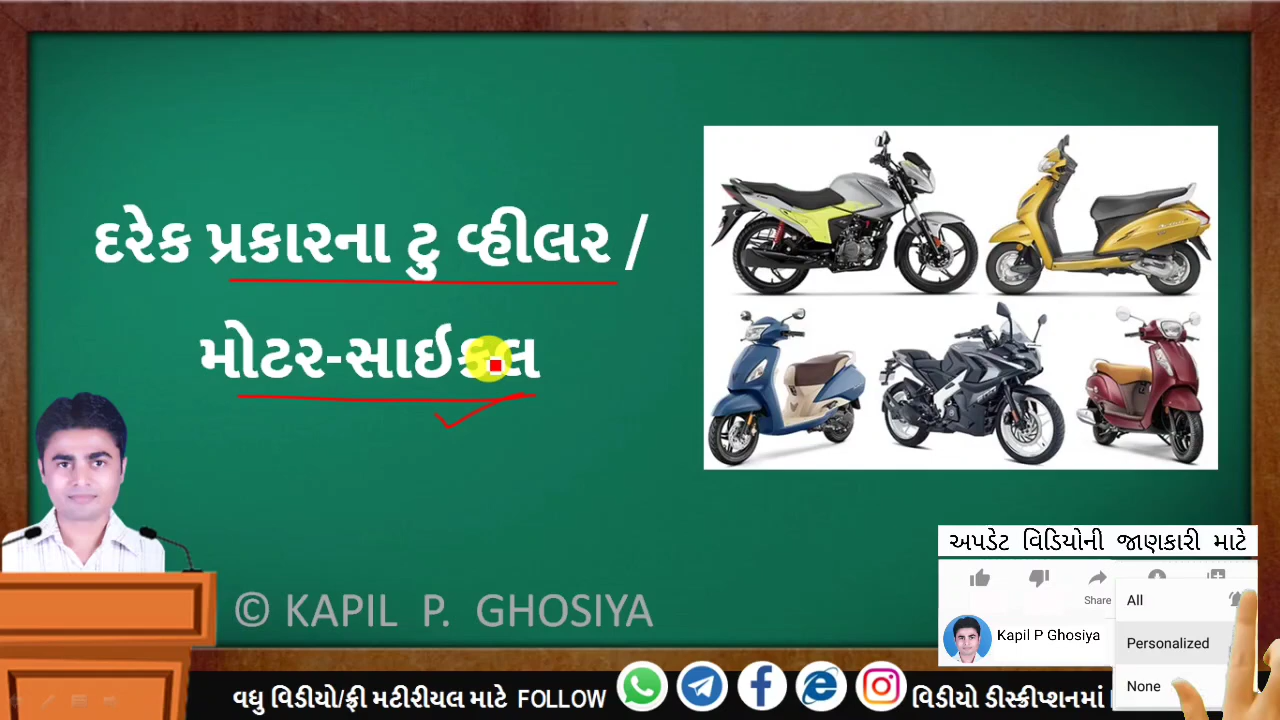 દરેક પ્રકારના ટુ વ્હીલર /
મોટર-સાઇકલ
© KAPIL P. GHOSIYA
અપડેટ વિડિયોની જાણકારી માટે
Share
All
Kapil P Ghosiya
Personalized
None
વધુ વિડીયો/ફ્રી મટીરીયલ માટે FOLLOW
વિડીયો ડીસ્ક્રીપ્શનમાં